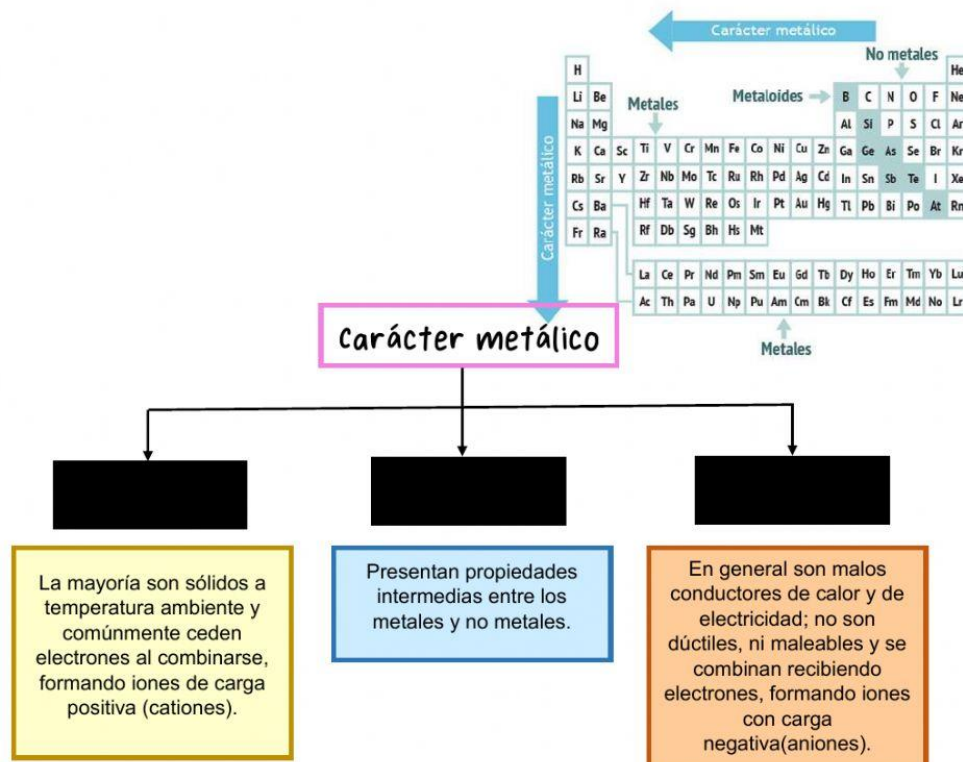 Carácter metálico
No metales
Metaloides
Metales
H He
Li Be B C N O F Ne
Na Mg Al Si P S Cl Ar
K Ca Sc Ti V Cr Mn Fe Co Ni Cu Zn Ga Ge As Se Br Kr
Rb Sr Y Zr Nb Mo Tc Ru Rh Pd Ag Cd In Sn Sb Te I Xe
Cs Ba Hf Ta W Re Os Ir Pt Au Hg Tl Pb Bi Po At Rn
Fr Ra Rf Db Sg Bh Hs Mt
La Ce Pr Nd Pm Sm Eu Gd Tb Dy Ho Er Tm Yb Lu
Ac Th Pa U Np Pu Am Cm Bk Cf Es Fm Md No Lr
Carácter metálico
Metales
Carácter metálico
La mayoría son sólidos a
temperatura ambiente y
comúnmente ceden
electrones al combinarse,
formando iones de carga
positiva (cationes).
Presentan propiedades
intermedias entre los
metales y no metales.
En general son malos
conductores de calor y de
electricidad; no son
dúctiles, ni maleables y se
combinan recibiendo
electrones, formando iones
con carga
negativa(aniones).